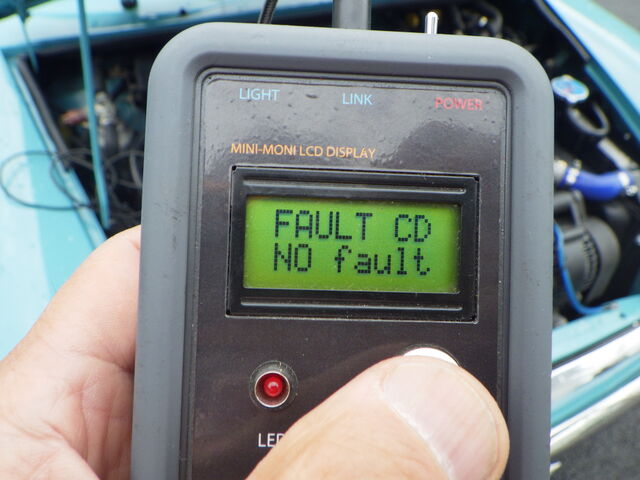 LIGHT LINK POWER
MINI-MONI LCD DISPLAY
FAULT CD
NO fault
LED